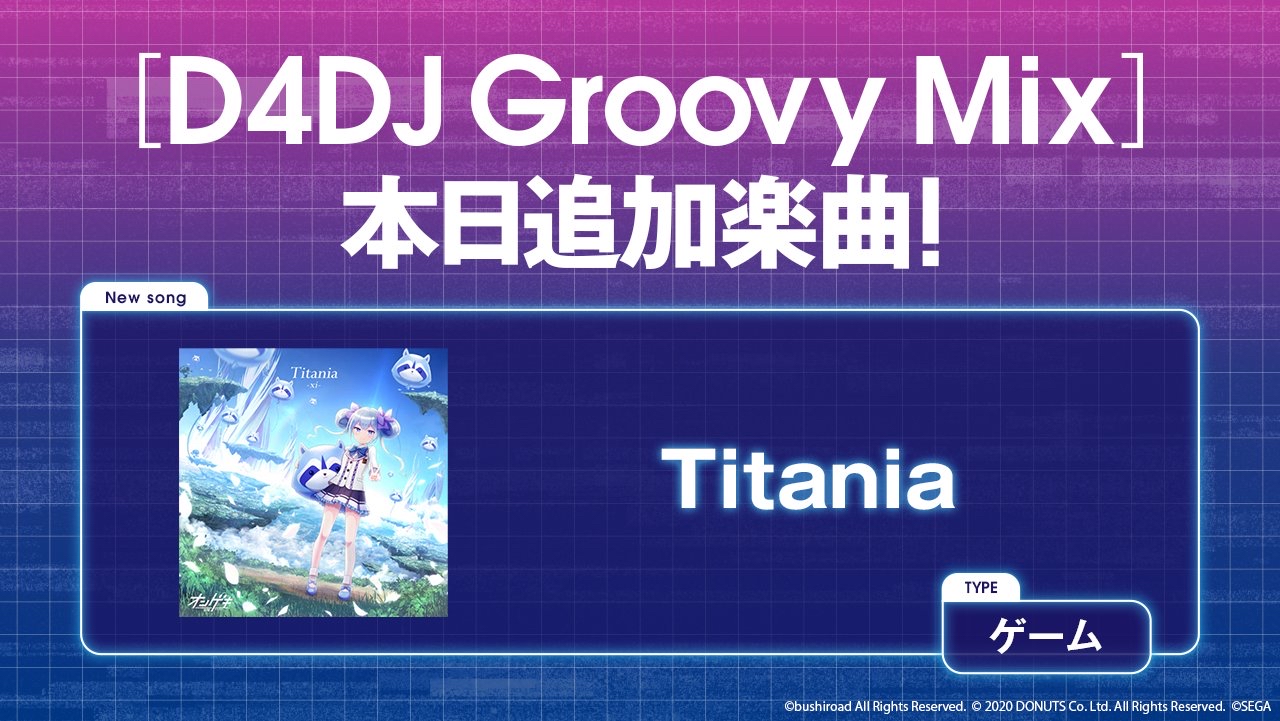 [D4DJ Groovy Mix]
本日追加楽曲!
New song
Titania
-xi-
オンゲキ
Titania
TYPE
ゲーム
©bushiroad All Rights Reserved. © 2020 DONUTS Co. Ltd. All Rights Reserved. ©SEGA